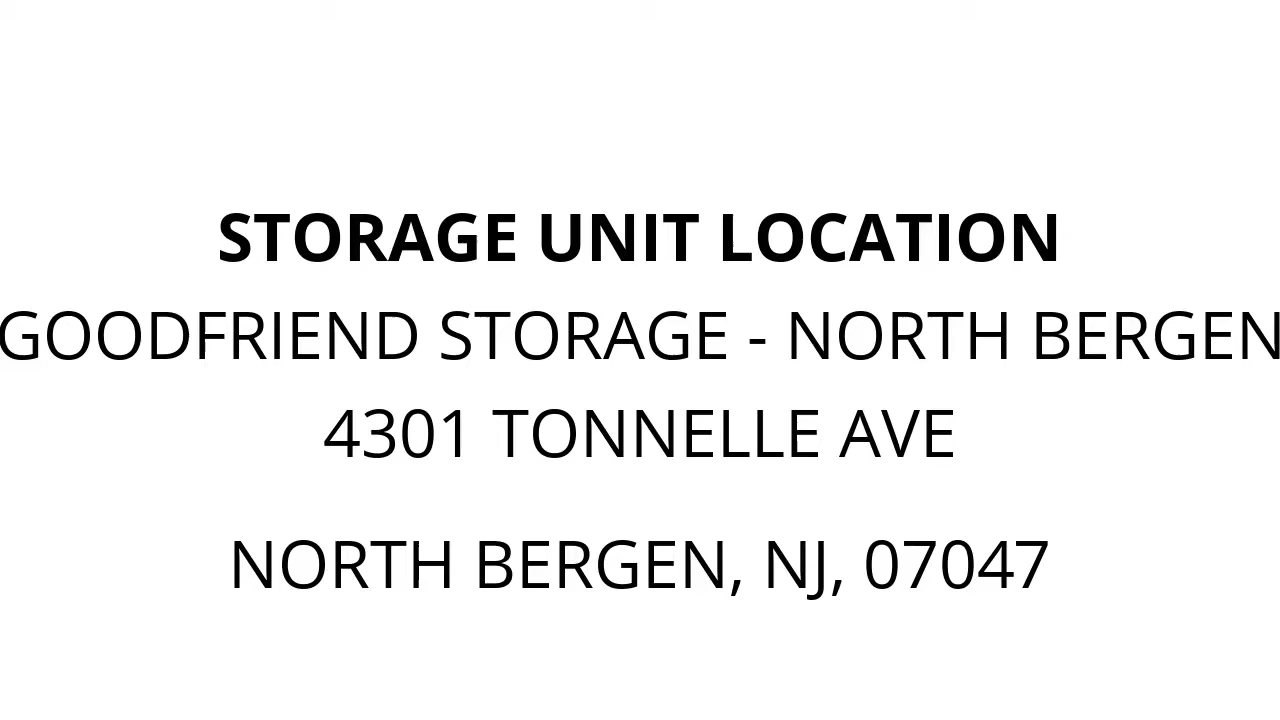 STORAGE UNIT LOCATION
GOODFRIEND STORAGE - NORTH BERGEN
4301 TONNELLE AVE
NORTH BERGEN, NJ, 07047